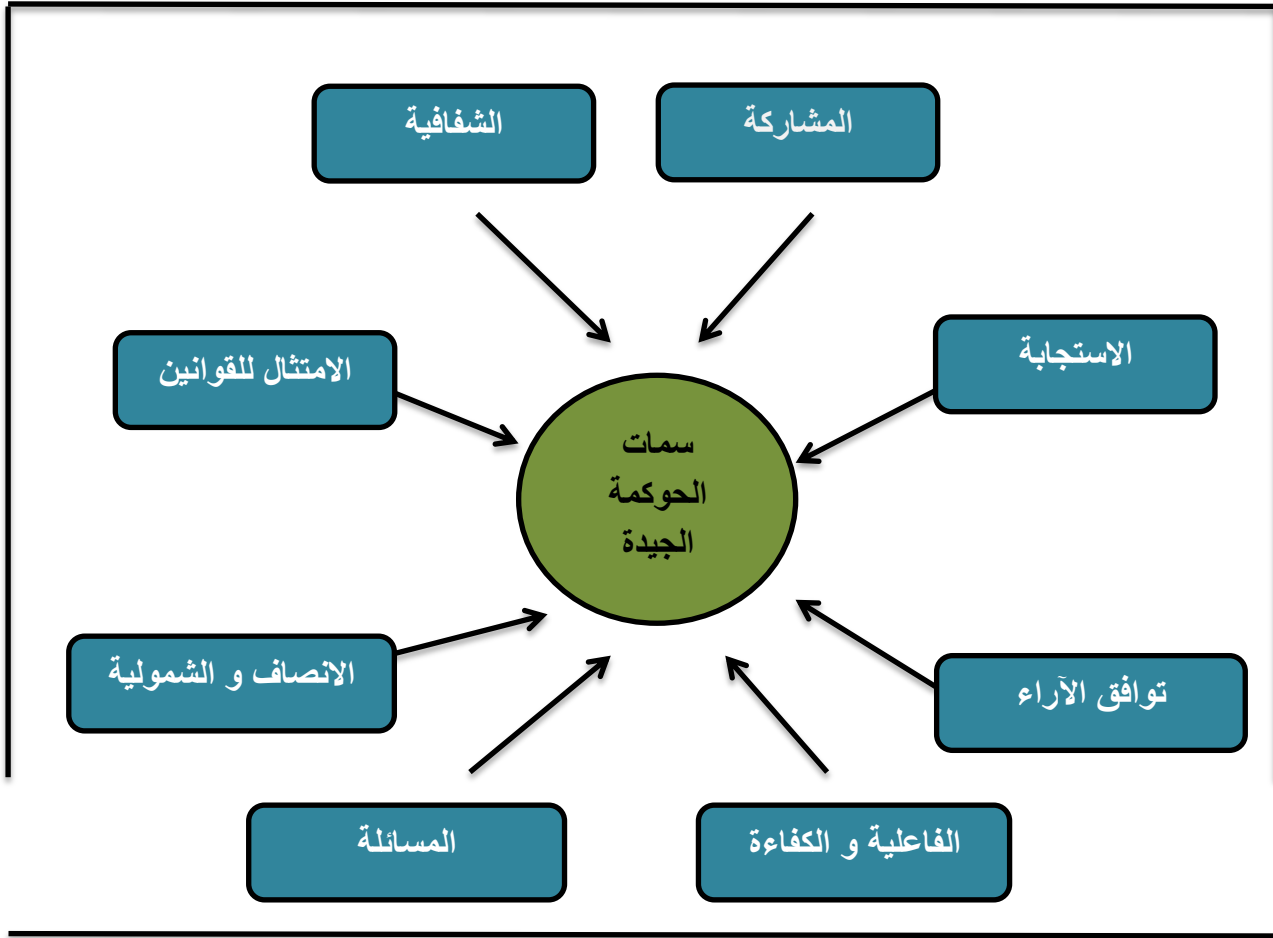 المشاركة
الشفافية
الاستجابة
الامتثال للقوانين
سمات
الحوكمة
الجيدة
توافق الآراء
الانصاف و الشمولية
الفاعلية و الكفاءة
المسائلة